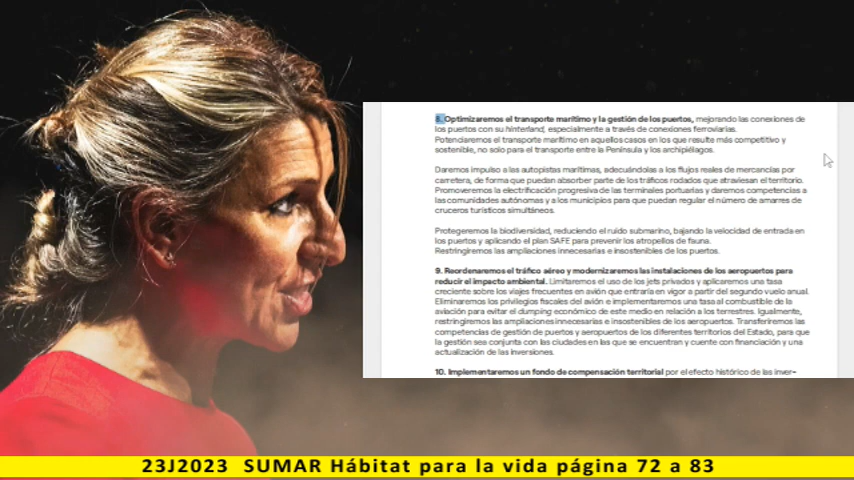 8. Optimizaremos el transporte marítimo y la gestión de los puertos, mejorando las conexiones de
los puertos con su hinterland, especialmente a través de conexiones ferroviarias.
Potenciaremos el transporte marítimo en aquellos casos en los que resulte más competitivo y
sostenible, no solo para el transporte entre la Península y los archipiélagos.
Daremos impulso a las autopistas marítimas, adecuándolas a los flujos reales de mercancías por
carretera, de forma que puedan absorber parte de los tráficos rodados que atraviesan el territorio.
Promoveremos la electrificación progresiva de las terminales portuarias y daremos competencias a
las comunidades autónomas y a los municipios para que puedan regular el número de amarres de
cruceros turísticos simultáneos.
Protegeremos la biodiversidad, reduciendo el ruido submarino, bajando la velocidad de entrada en
los puertos y aplicando el plan SAFE para prevenir los atropellos de fauna.
Restringiremos las ampliaciones innecesarias e insostenibles de los puertos.
9. Reordenaremos el tráfico aéreo y modernizaremos las instalaciones de los aeropuertos para
reducir el impacto ambiental. Limitaremos el uso de los jets privados y aplicaremos una tasa
creciente sobre los viajes frecuentes en avión que entraría en vigor a partir del segundo vuelo anual.
Eliminaremos los privilegios fiscales del avión e implementaremos una tasa al combustible de la
aviación para evitar el dumping económico de este medio en relación a los terrestres. Igualmente,
restringiremos las ampliaciones innecesarias e insostenibles de los aeropuertos. Transferiremos las
competencias de gestión de puertos y aeropuertos de los diferentes territorios del Estado, para que
la gestión sea conjunta con las ciudades en las que se encuentran y cuente con financiación y una
actualización de las inversiones.
10. Implementaremos un fondo de compensación territorial por el efecto histórico de las inver-
23J2023 SUMAR Hábitat para la vida página 72 a 83